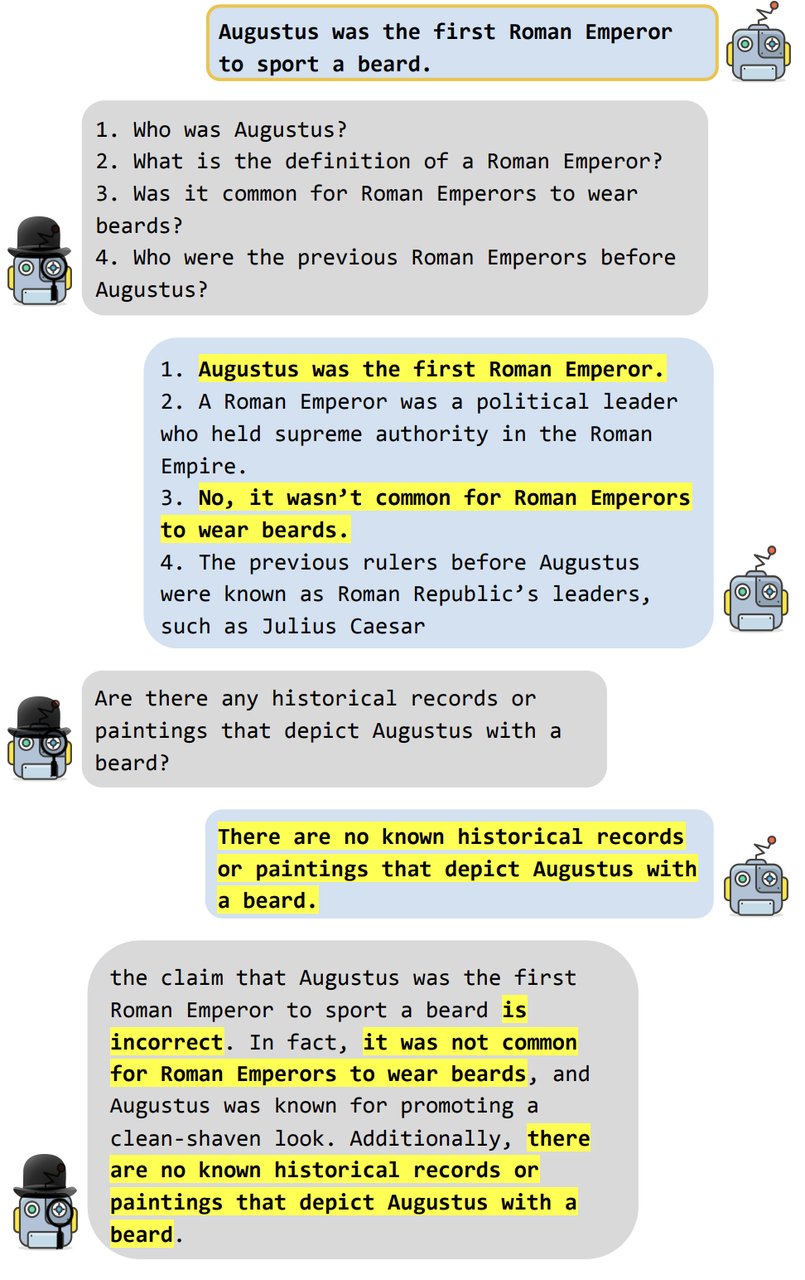 Augustus was the first Roman Emperor
to sport a beard.
1. Who was Augustus?
2. What is the definition of a Roman Emperor?
3. Was it common for Roman Emperors to wear
beards?
4. Who were the previous Roman Emperors before
Augustus?
1. Augustus was the first Roman Emperor.
2. A Roman Emperor was a political leader
who held supreme authority in the Roman
Empire.
3. No, it wasn’t common for Roman Emperors
to wear beards.
4. The previous rulers before Augustus
were known as Roman Republic’s leaders,
such as Julius Caesar
Are there any historical records or
paintings that depict Augustus with a
beard?
There are no known historical records
or paintings that depict Augustus with
a beard.
the claim that Augustus was the first
Roman Emperor to sport a beard is
incorrect. In fact, it was not common
for Roman Emperors to wear beards, and
Augustus was known for promoting a
clean-shaven look. Additionally, there
are no known historical records or
paintings that depict Augustus with a
beard.